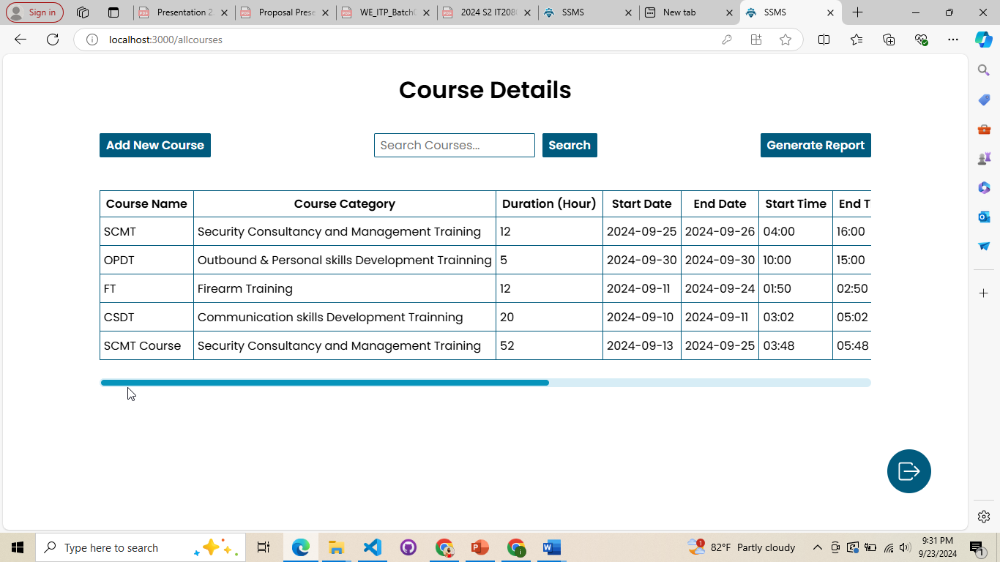 Sign in
Presentation 2
Proposal Prese
WE_ITP_Batch
2024 S2 IT208
SSMS
New tab
SSMS
localhost:3000/allcourses
Course Details
Add New Course
Search Courses...
Search
Generate Report
Course Name Course Category Duration (Hour) Start Date End Date Start Time End T
SCMT Security Consultancy and Management Training 12 2024-09-25 2024-09-26 04:00 16:00
OPDT Outbound & Personal skills Development Trainning 5 2024-09-30 2024-09-30 10:00 15:00
FT Firearm Training 12 2024-09-11 2024-09-24 01:50 02:50
CSDT Communication skills Development Trainning 20 2024-09-10 2024-09-11 03:02 05:02
SCMT Course Security Consultancy and Management Training 52 2024-09-13 2024-09-25 03:48 05:48
Type here to search
82°F Partly cloudy
9:31 PM
9/23/2024